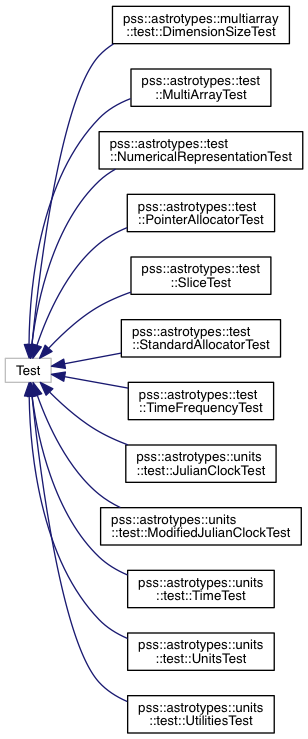 pss::astrotypes::multiarray
::test::DimensionSizeTest
pss::astrotypes::test
::MultiArrayTest
pss::astrotypes::test
::NumericalRepresentationTest
pss::astrotypes::test
::PointerAllocatorTest
pss::astrotypes::test
::SliceTest
pss::astrotypes::test
::StandardAllocatorTest
Test
pss::astrotypes::test
::TimeFrequencyTest
pss::astrotypes::units
::test::JulianClockTest
pss::astrotypes::units
::test::ModifiedJulianClockTest
pss::astrotypes::units
::test::TimeTest
pss::astrotypes::units
::test::UnitsTest
pss::astrotypes::units
::test::UtilitiesTest